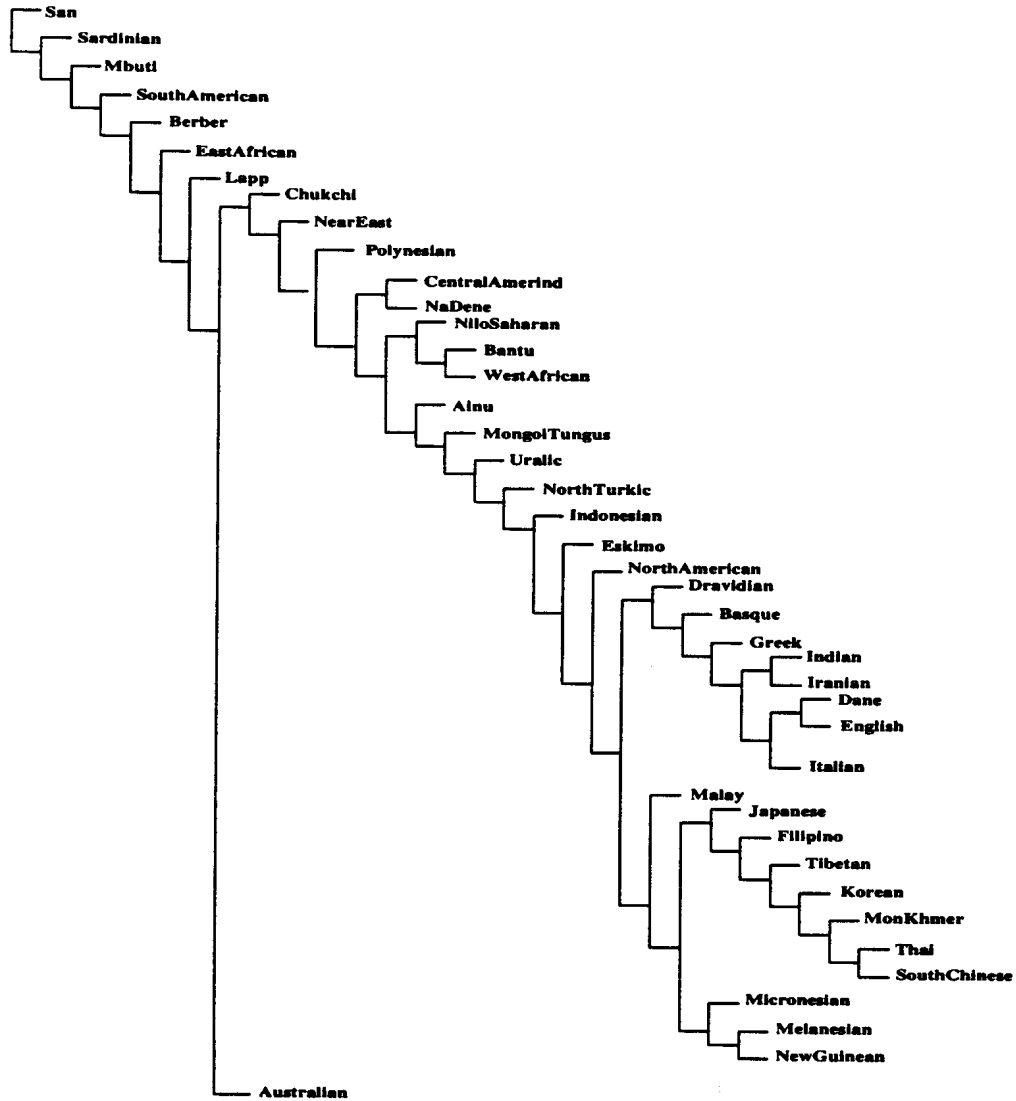 San
Sardinian
Mbuti
SouthAmerican
Berber
EastAfrican
Lapp
Chukchi
NearEast
Polynesian
CentralAmerind
NaDene
NiloSaharan
Bantu
WestAfrican
Ainu
MongolTungus
Uralic
NorthTurkic
Indonesian
Eskimo
NorthAmerican
Dravidian
Basque
Greek
Indian
Iranian
Dane
English
Italian
Malay
Japanese
Filipino
Tibetan
Korean
MonKhmer
Thai
SouthChinese
Micronesian
Melanesian
NewGuinean
Australian